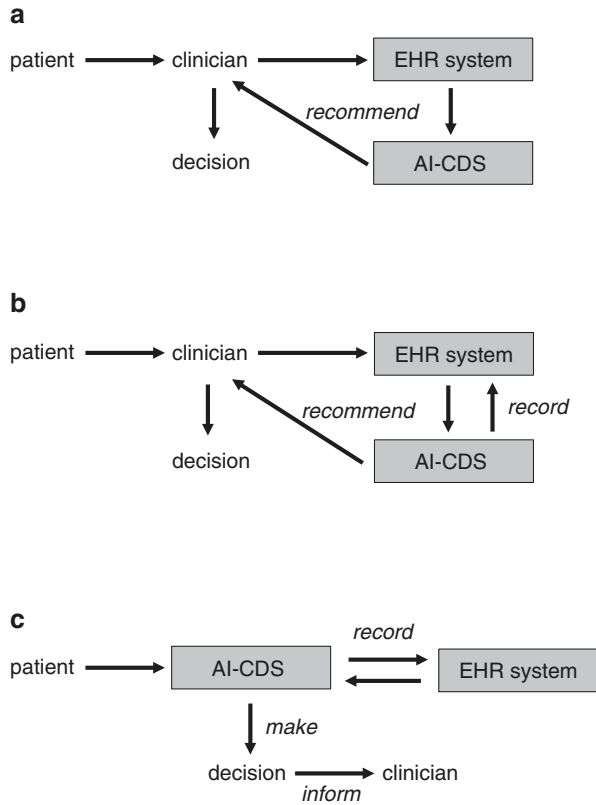 a
patient clinician EHR system
recommend
decision AI-CDS
b
patient clinician EHR system
recommend record
decision AI-CDS
c
record
patient AI-CDS EHR system
make
decision clinician
inform